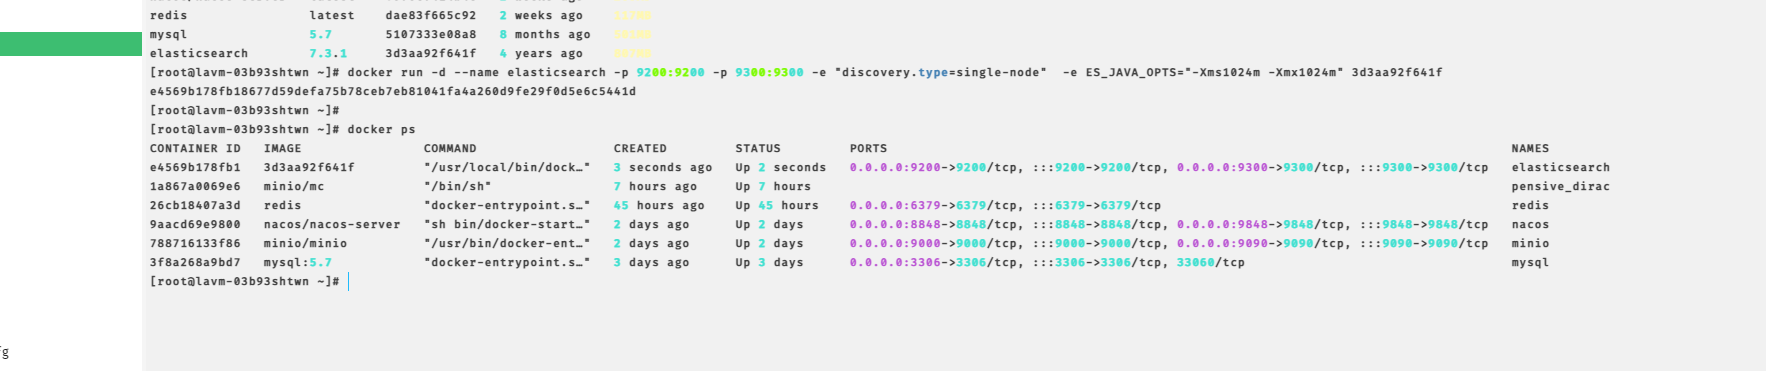 redis latest dae83f665c92 2 weeks ago
mysql 5.7 5107333e08a8 8 months ago
elasticsearch 7.3.1 3d3aa92f641f 4 years ago
[root@lavm-03b93shtwn ~]# docker run -d --name elasticsearch -p 9200:9200 -p 9300:9300 -e "discovery.type=single-node"  -e ES_JAVA_OPTS="-Xms1024m -Xmx1024m" 3d3aa92f641f
e4569b178fb18677d59defa75b78ceb7eb81041fa4a260d9fe29f0d5e6c5441d
[root@lavm-03b93shtwn ~]#
[root@lavm-03b93shtwn ~]# docker ps
CONTAINER ID IMAGE COMMAND CREATED STATUS PORTS NAMES
e4569b178fb1 3d3aa92f641f "/usr/local/bin/dock…" 3 seconds ago Up 2 seconds 0.0.0.0:9200->9200/tcp, :::9200->9200/tcp, 0.0.0.0:9300->9300/tcp, :::9300->9300/tcp elasticsearch
1a867a0069e6 minio/mc "/bin/sh" 7 hours ago Up 7 hours pensive_dirac
26cb18407a3d redis "docker-entrypoint.s…" 45 hours ago Up 45 hours 0.0.0.0:6379->6379/tcp, :::6379->6379/tcp redis
9aacd69e9800 nacos/nacos-server "sh bin/docker-start…" 2 days ago Up 2 days 0.0.0.0:8848->8848/tcp, :::8848->8848/tcp, 0.0.0.0:9848->9848/tcp, :::9848->9848/tcp nacos
788716133f86 minio/minio "/usr/bin/docker-ent…" 2 days ago Up 2 days 0.0.0.0:9000->9000/tcp, :::9000->9000/tcp, 0.0.0.0:9090->9090/tcp, :::9090->9090/tcp minio
3f8a268a9bd7 mysql:5.7 "docker-entrypoint.s…" 3 days ago Up 3 days 0.0.0.0:3306->3306/tcp, :::3306->3306/tcp, 33060/tcp mysql
[root@lavm-03b93shtwn ~]#